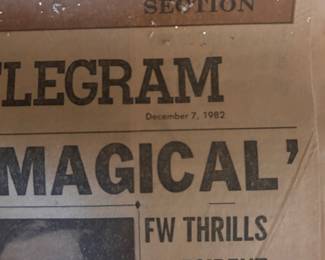 SECTION
LEGRAM
December 7, 1982
MAGICAL'
FW THRILLS